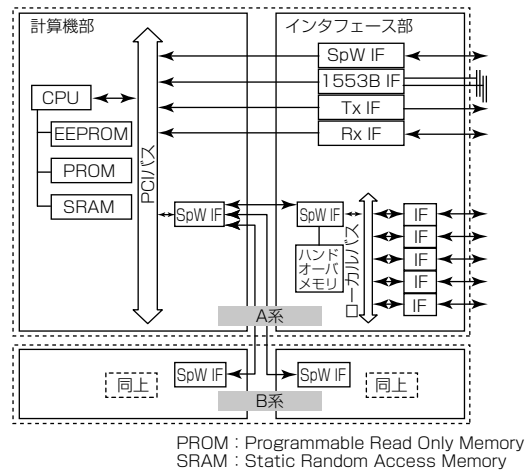 計算機部
インタフェース部
SpW IF
1553B IF
Tx IF
Rx IF
CPU
EEPROM
PROM
SRAM
PCIバス
SpW IF
SpW IF
ハンド
オーバ
メモリ
ローカルバス
IF
IF
IF
IF
IF
A系
同上
SpW IF
SpW IF
同上
B系
PROM：Programmable Read Only Memory
SRAM：Static Random Access Memory